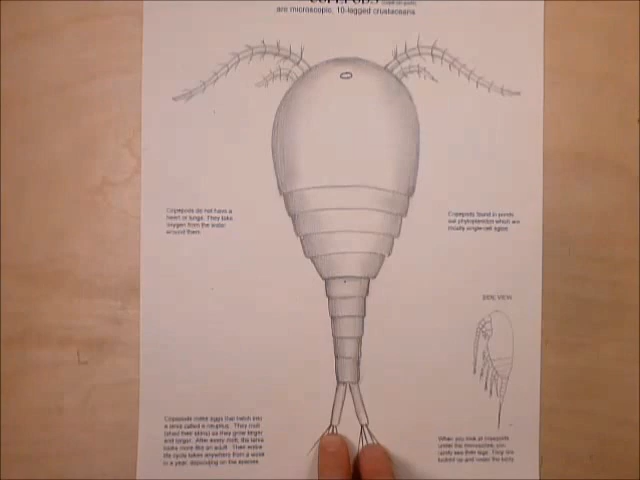 COPEPODS
are microscopic, 10-legged crustaceans
Copepods do not have a
heart or lungs. They take
oxygen from the water
around them.
Copepods found in ponds
eat phytoplankton which are
mostly single-cell algae.
SIDE VIEW
Copepods make eggs that hatch into
a larva called a nauplius. They molt
(shed their skins) as they grow longer
and larger. After every molt, the larva
looks more like an adult. Their entire
life cycle takes anywhere from a week
to a year, depending on the species.
When you look at copepods
under the microscope, you
rarely see their legs. They are
tucked up and under the body.